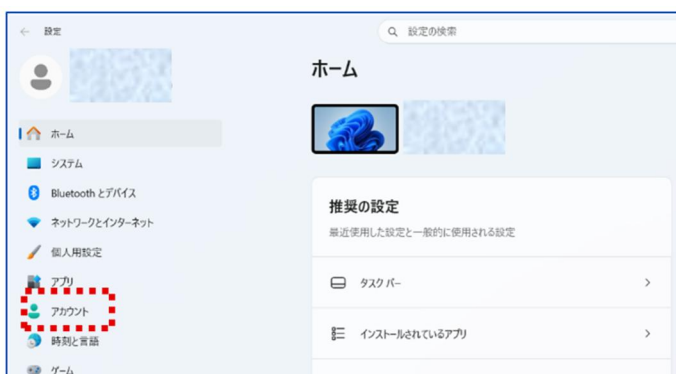 設定
設定の検索
ホーム
ホーム
システム
Bluetooth とデバイス
ネットワークとインターネット
個人用設定
アプリ
アカウント
時刻と言語
ゲーム
推奨の設定
最近使用した設定と一般的に使用される設定
タスク バー
インストールされているアプリ